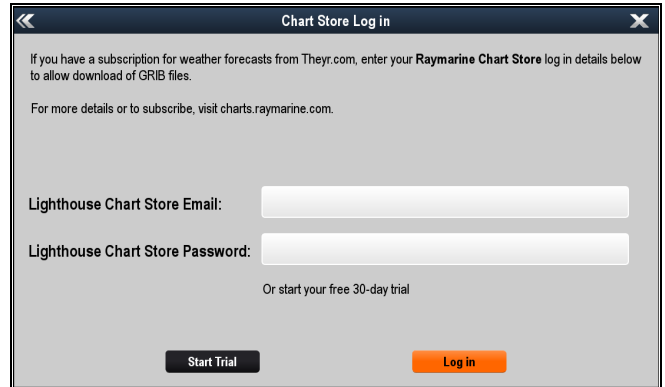 Chart Store Log in
If you have a subscription for weather forecasts from Theyr.com, enter your Raymarine Chart Store log in details below
to allow download of GRIB files.
For more details or to subscribe, visit charts.raymarine.com.
Lighthouse Chart Store Email:
Lighthouse Chart Store Password:
Or start your free 30-day trial
Start Trial
Log in